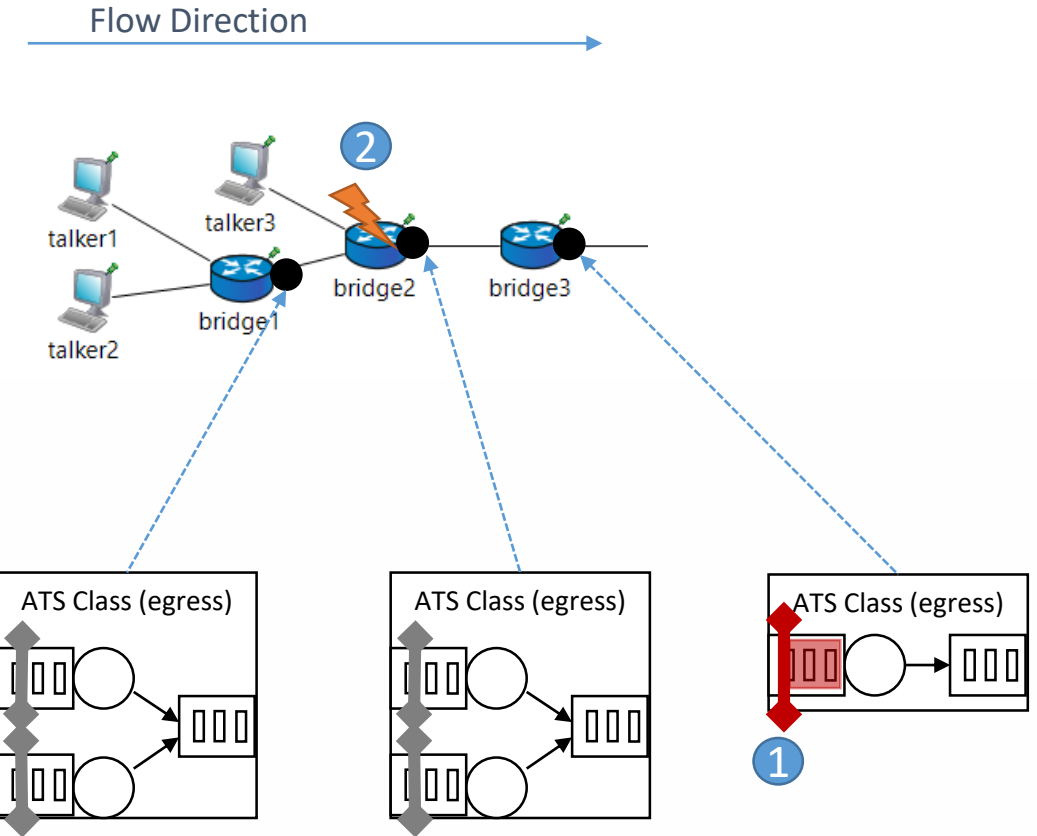 Flow Direction
2
talker1
talker3
bridge2
bridge3
bridge1
talker2
ATS Class (egress)
ATS Class (egress)
ATS Class (egress)
1